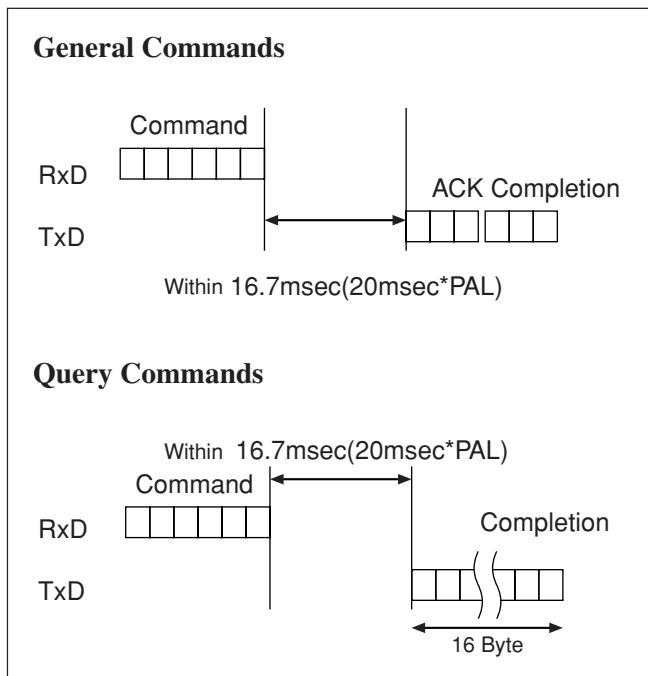 General Commands
Command
RxD
ACK Completion
TxD
Within 16.7msec(20msec*PAL)
Query Commands
Within 16.7msec(20msec*PAL)
Command
RxD
Completion
TxD
16 Byte